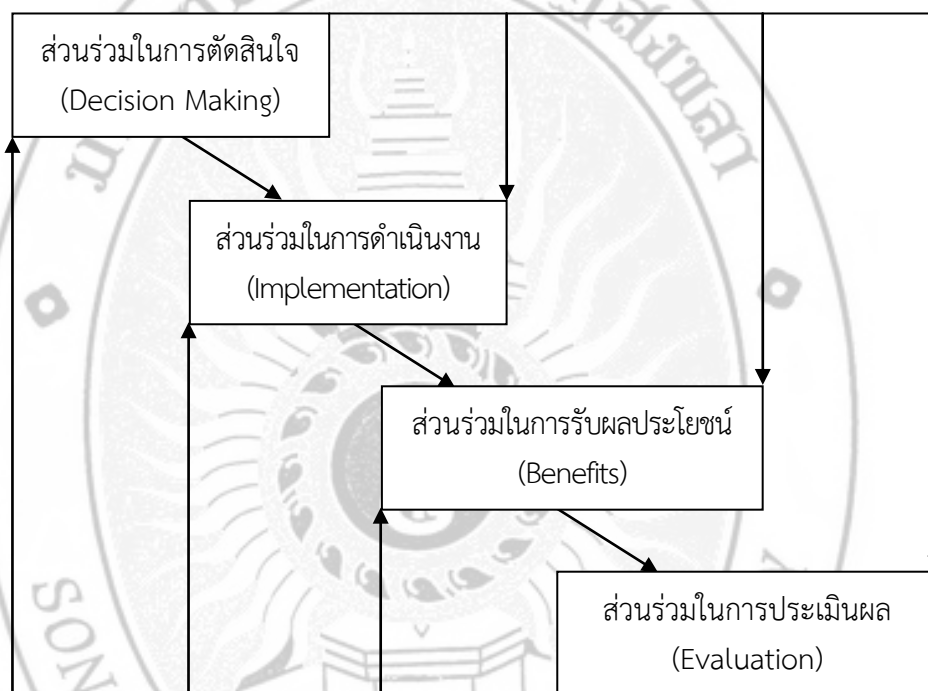 ส่วนร่วมในการตัดสินใจ
(Decision Making)
ส่วนร่วมในการดำเนินงาน
(Implementation)
ส่วนร่วมในการรับผลประโยชน์
(Benefits)
ส่วนร่วมในการประเมินผล
(Evaluation)